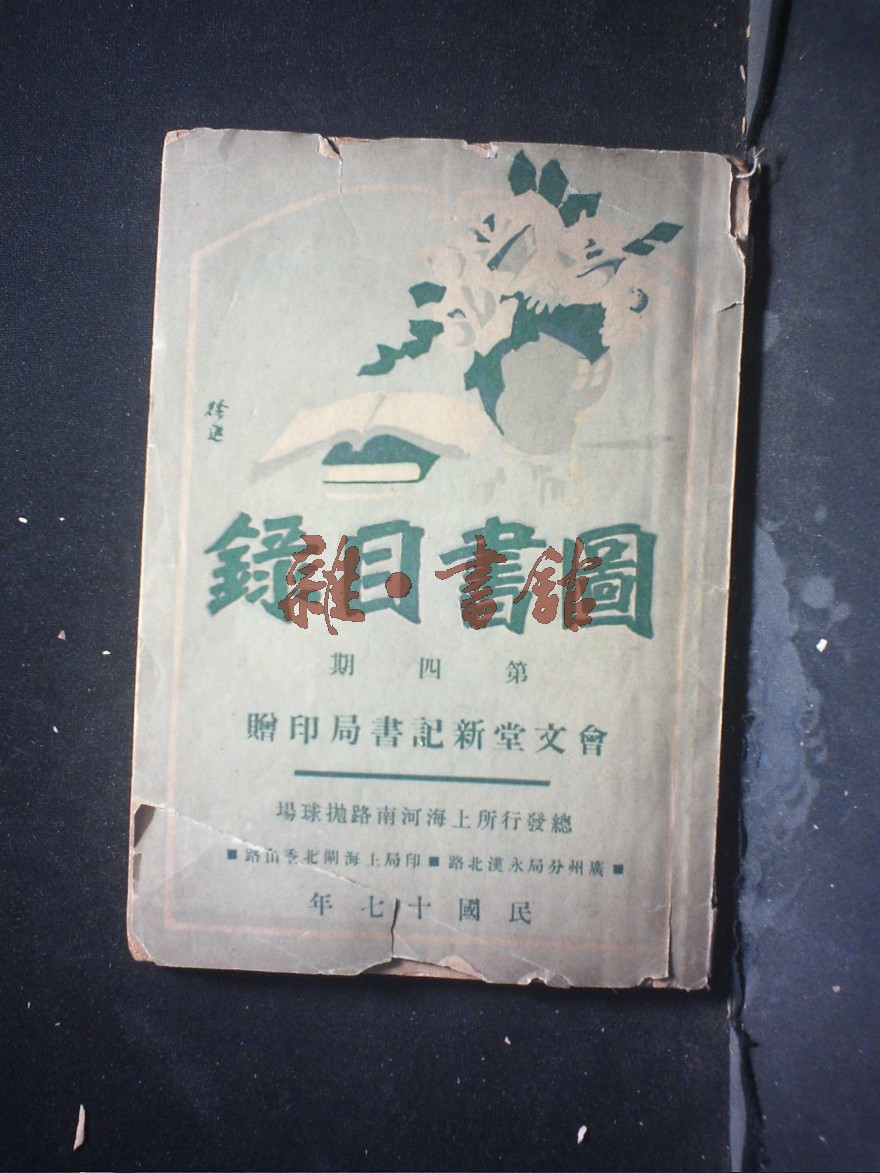 圖書目錄
雜·書館
第四期
會文堂新記書局印贈
總發行所上海河南路拋球場
■廣州分局永漢北路■印局上海閘北香山路■
民國十七年